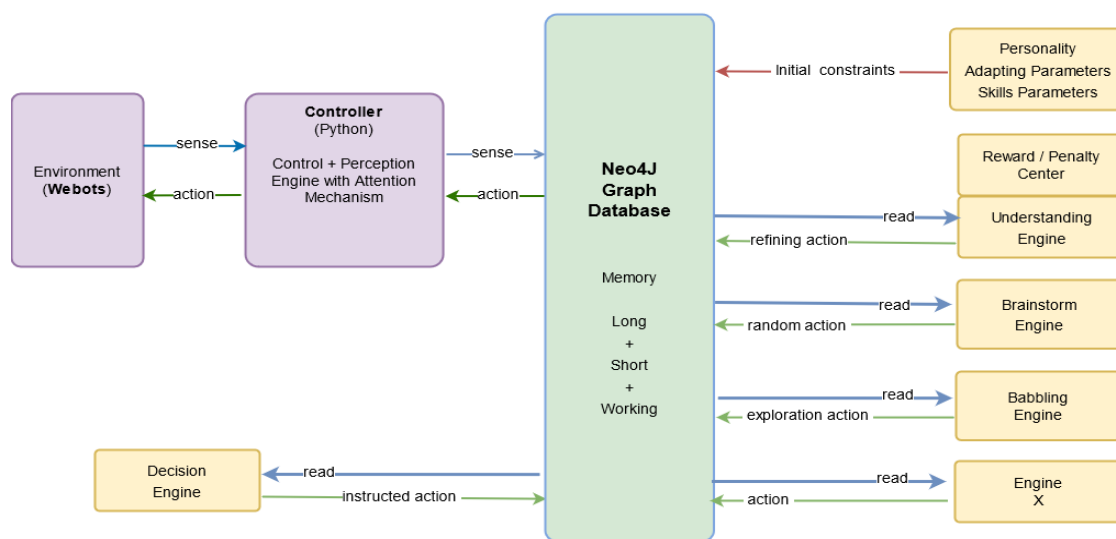 Environment
(Webots)
sense
action
Controller
(Python)
Control + Perception
Engine with Attention
Mechanism
sense
action
Neo4J
Graph
Database
Memory
Long
+
Short
+
Working
Initial constraints
Personality
Adapting Parameters
Skills Parameters
Reward / Penalty
Center
read
refining action
Understanding
Engine
read
random action
Brainstorm
Engine
read
exploration action
Babbling
Engine
read
action
Engine
X
Decision
Engine
read
instructed action